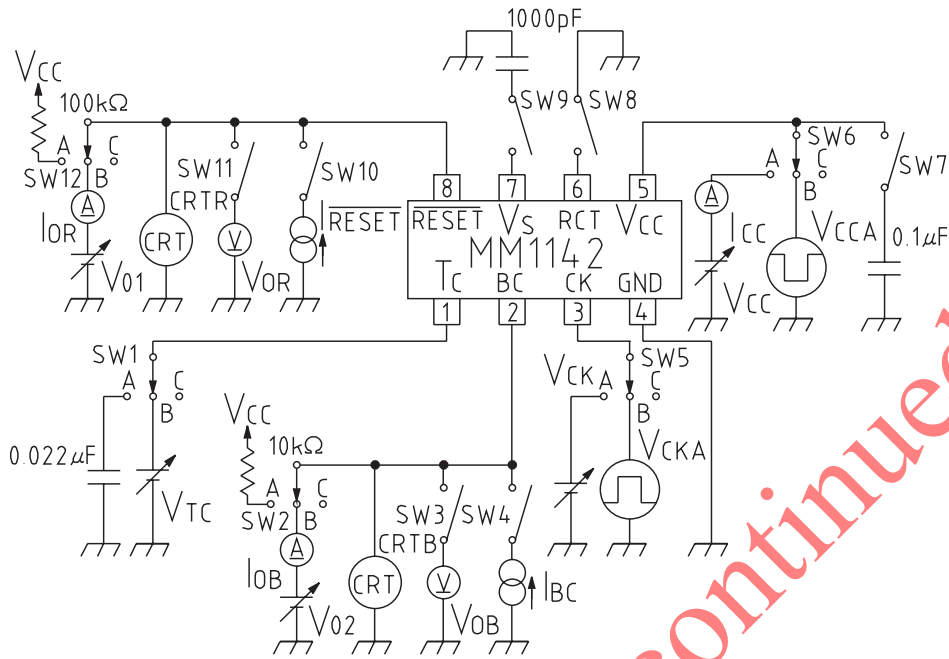 1000pF
VCC
100kΩ
A
C
SW12
B
A
IOR
V01
CRT
SW11
CRTR
V
VOR
SW10
IRESET
SW9
SW8
8
7
6
5
RESET
VS
RCT
VCC
MM1142
TC
BC
CK
GND
1
2
3
4
SW6
A
C
B
SW7
A
ICC
VCC
VCCA
0.1μF
SW1
A
C
B
0.022μF
VTC
VCC
10kΩ
A
C
SW2
B
A
IOB
V02
CRT
SW3
CRTB
V
VOB
SW4
IBC
SW5
VCK
A
C
B
VCKA
continued